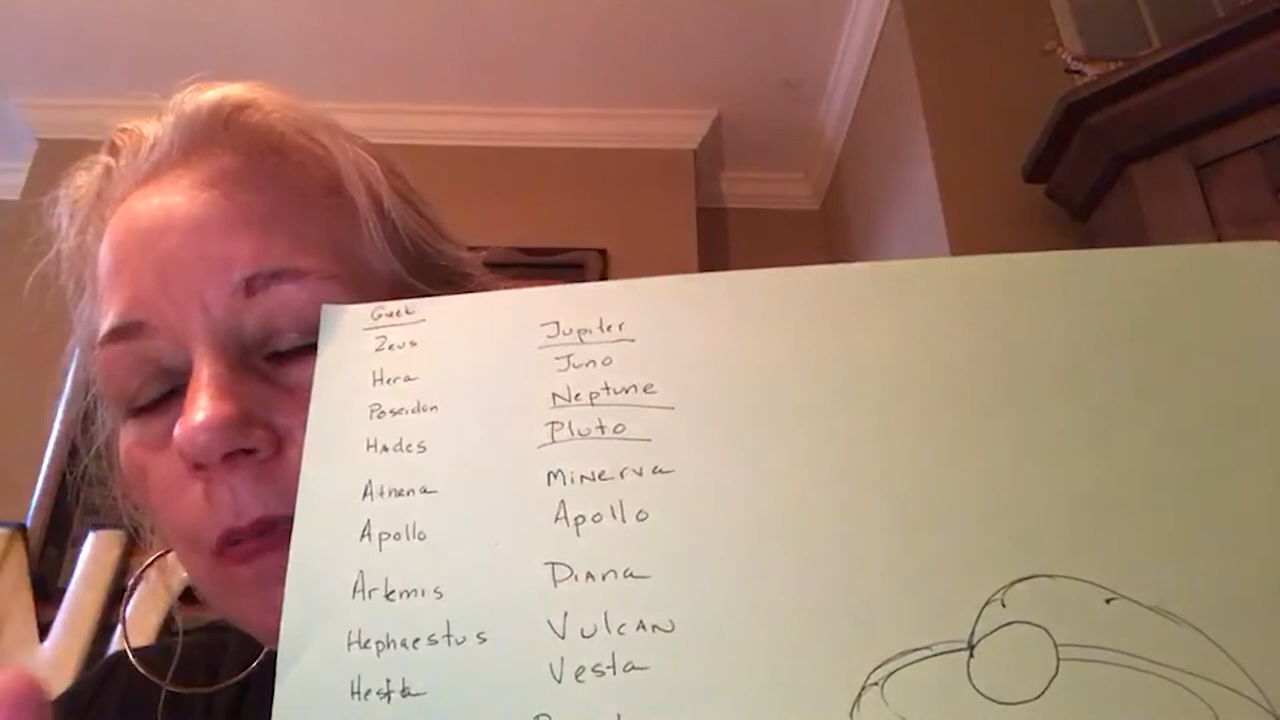 Greek
Zeus Jupiter
Hera Juno
Poseidon Neptune
Hades Pluto
Athena Minerva
Apollo Apollo
Artemis Diana
Hephaestus Vulcan
Hestia Vesta